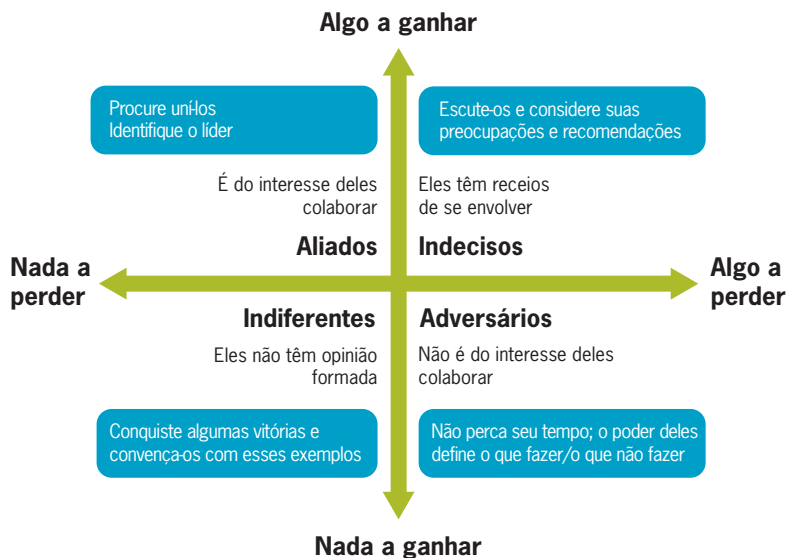 Algo a ganhar
Procure uní-los
Identifique o líder
Escute-os e considere suas
preocupações e recomendações
É do interesse deles
colaborar
Eles têm receios
de se envolver
Aliados
Indecisos
Nada a
perder
Algo a
perder
Indiferentes
Adversários
Eles não têm opinião
formada
Não é do interesse deles
colaborar
Conquiste algumas vitórias e
convença-os com esses exemplos
Não perca seu tempo; o poder deles
define o que fazer/o que não fazer
Nada a ganhar